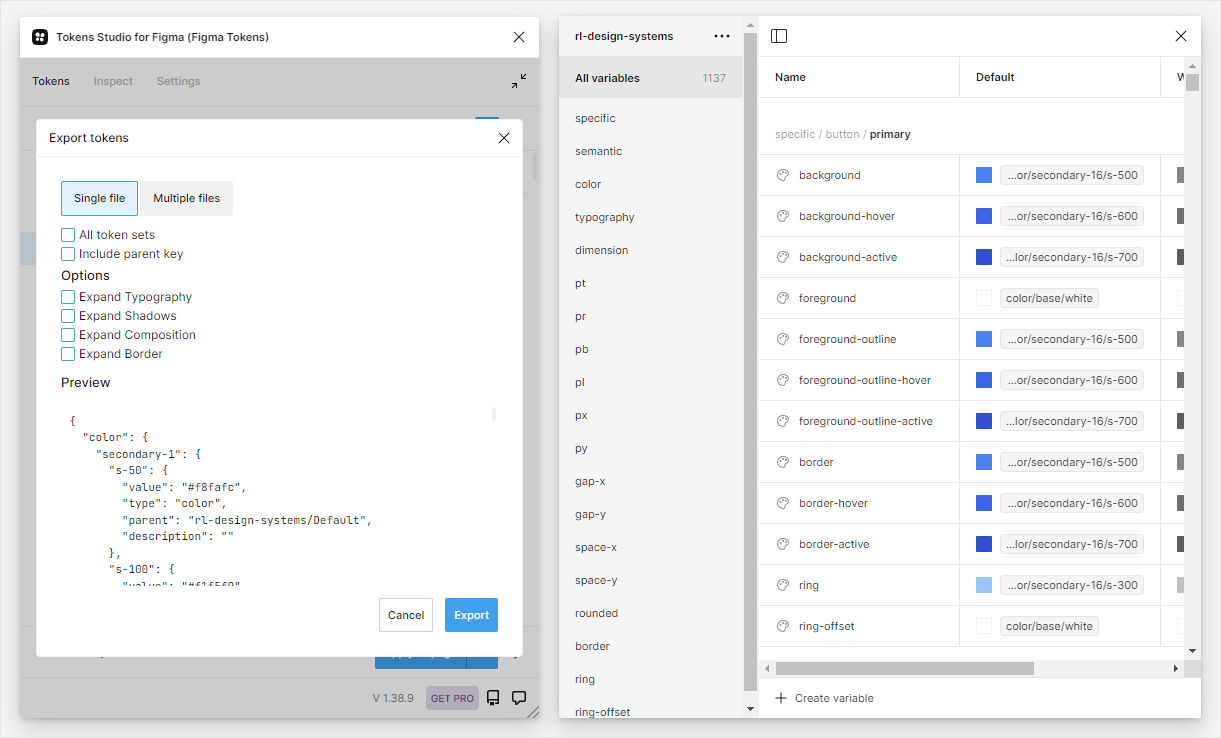 Tokens Studio for Figma (Figma Tokens)
Tokens Inspect Settings
Export tokens
Single file Multiple files
All token sets
Include parent key
Options
Expand Typography
Expand Shadows
Expand Composition
Expand Border
Preview
{
"color": {
"secondary-1": {
"s-50": {
"value": "#f8fafc",
"type": "color",
"parent": "rl-design-systems/Default",
"description": ""
},
"s-100": {
"value": "#f1f5f9",
Cancel Export
V 1.38.9 GET PRO
rl-design-systems
All variables 1137
specific
semantic
color
typography
dimension
pt
pr
pb
pl
px
py
gap-x
gap-y
space-x
space-y
rounded
border
ring
ring-offset
Name Default
specific / button / primary
background ...or/secondary-16/s-500
background-hover ...or/secondary-16/s-600
background-active ...lor/secondary-16/s-700
foreground color/base/white
foreground-outline ...or/secondary-16/s-500
foreground-outline-hover ...or/secondary-16/s-600
foreground-outline-active ...lor/secondary-16/s-700
border ...or/secondary-16/s-500
border-hover ...or/secondary-16/s-600
border-active ...lor/secondary-16/s-700
ring ...or/secondary-16/s-300
ring-offset color/base/white
Create variable